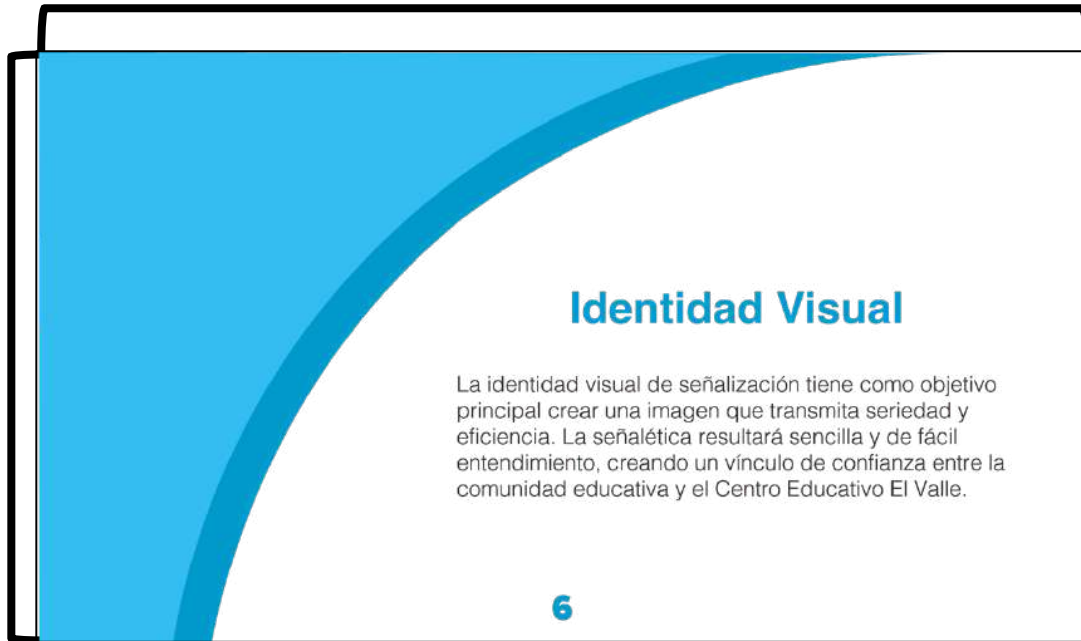 Identidad Visual
La identidad visual de señalización tiene como objetivo
principal crear una imagen que transmita seriedad y
eficiencia. La señalética resultará sencilla y de fácil
entendimiento, creando un vínculo de confianza entre la
comunidad educativa y el Centro Educativo El Valle.
6